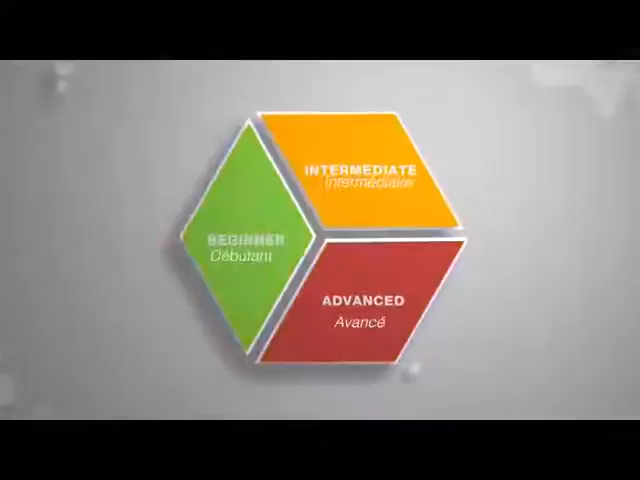 INTERMEDIATE
Intermédiaire
BEGINNER
Débutant
ADVANCED
Avancé